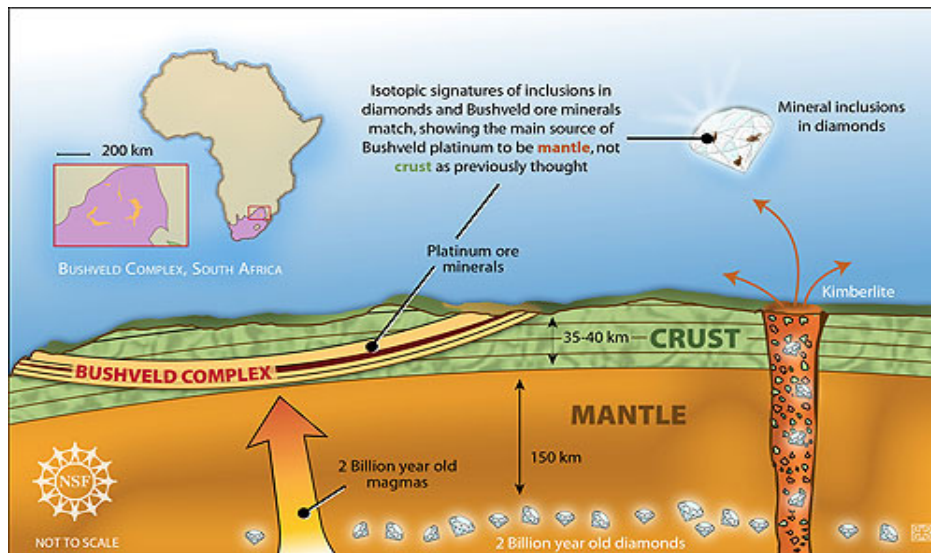 Isotopic signatures of inclusions in
diamonds and Bushveld ore minerals
match, showing the main source of
Bushveld platinum to be mantle, not
crust as previously thought
Mineral inclusions
in diamonds
200 km
BUSHVELD COMPLEX, SOUTH AFRICA
Platinum ore
minerals
Kimberlite
35-40 km
CRUST
BUSHVELD COMPLEX
MANTLE
150 km
2 Billion year old
magmas
NSF
NOT TO SCALE
2 Billion year old diamonds